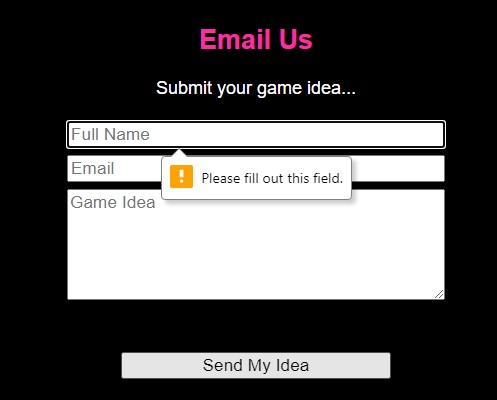 Email Us
Submit your game idea...
Full Name
Email
Please fill out this field.
Game Idea
Send My Idea